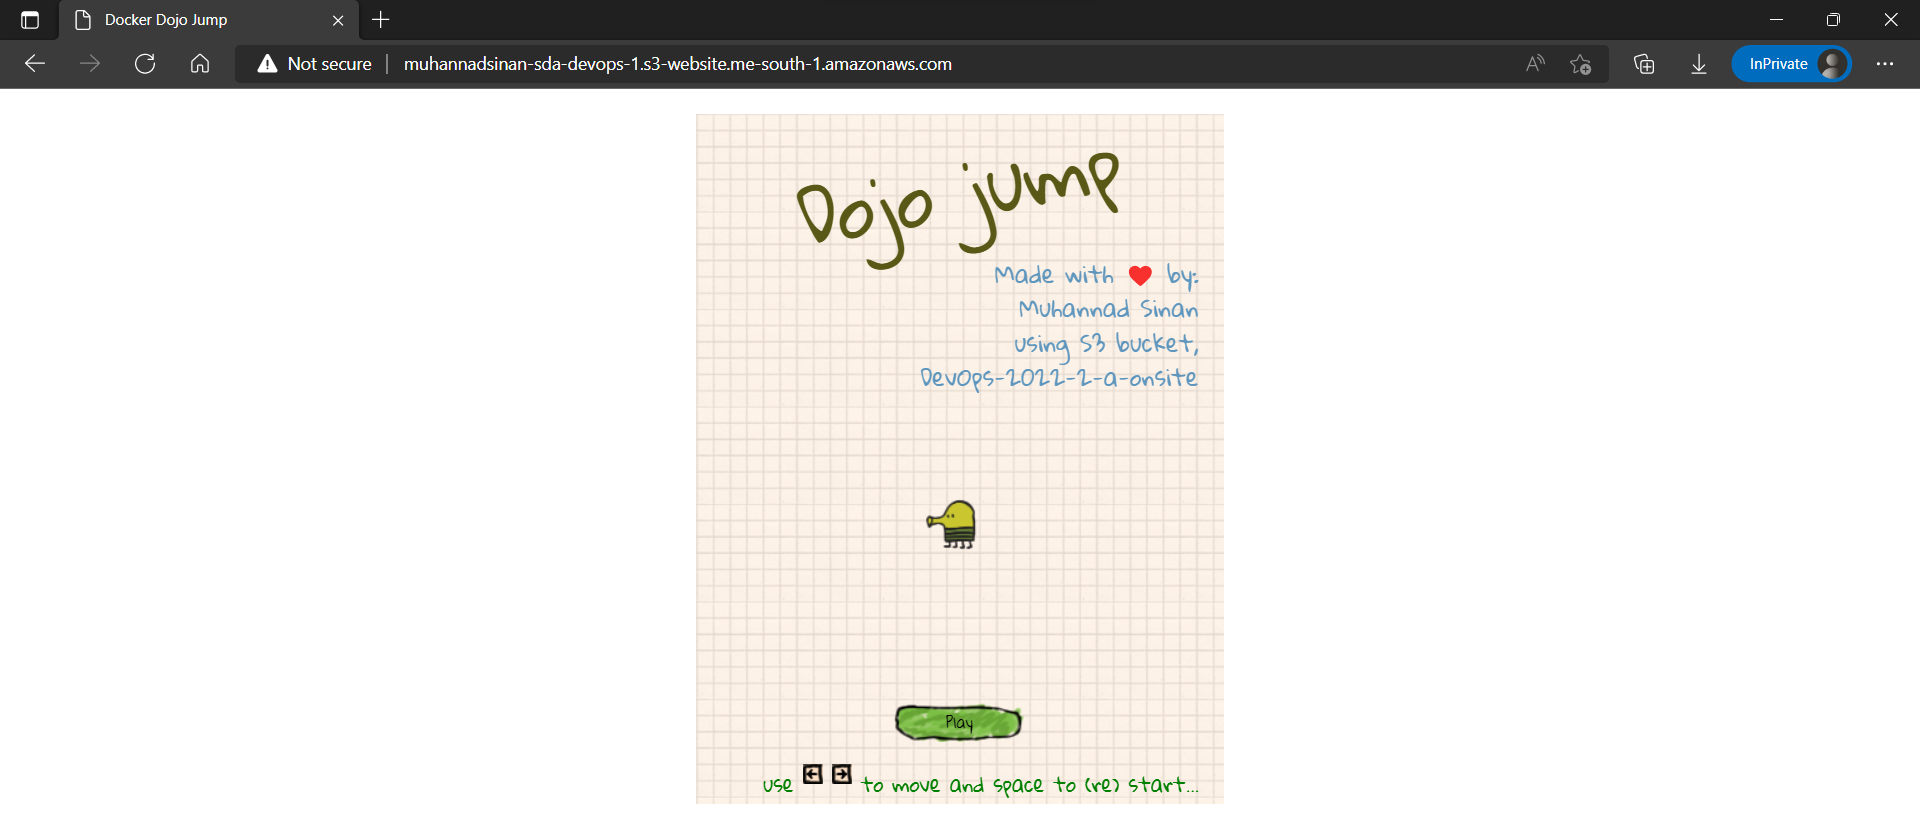 Docker Dojo Jump
Not secure
muhannadsinan-sda-devops-1.s3-website.me-south-1.amazonaws.com
InPrivate
Dojo jump
Made with ❤ by:
Muhannad Sinan
using S3 bucket,
DevOps-2022-2-a-onsite
Play
use ← → to move and space to (re) start...